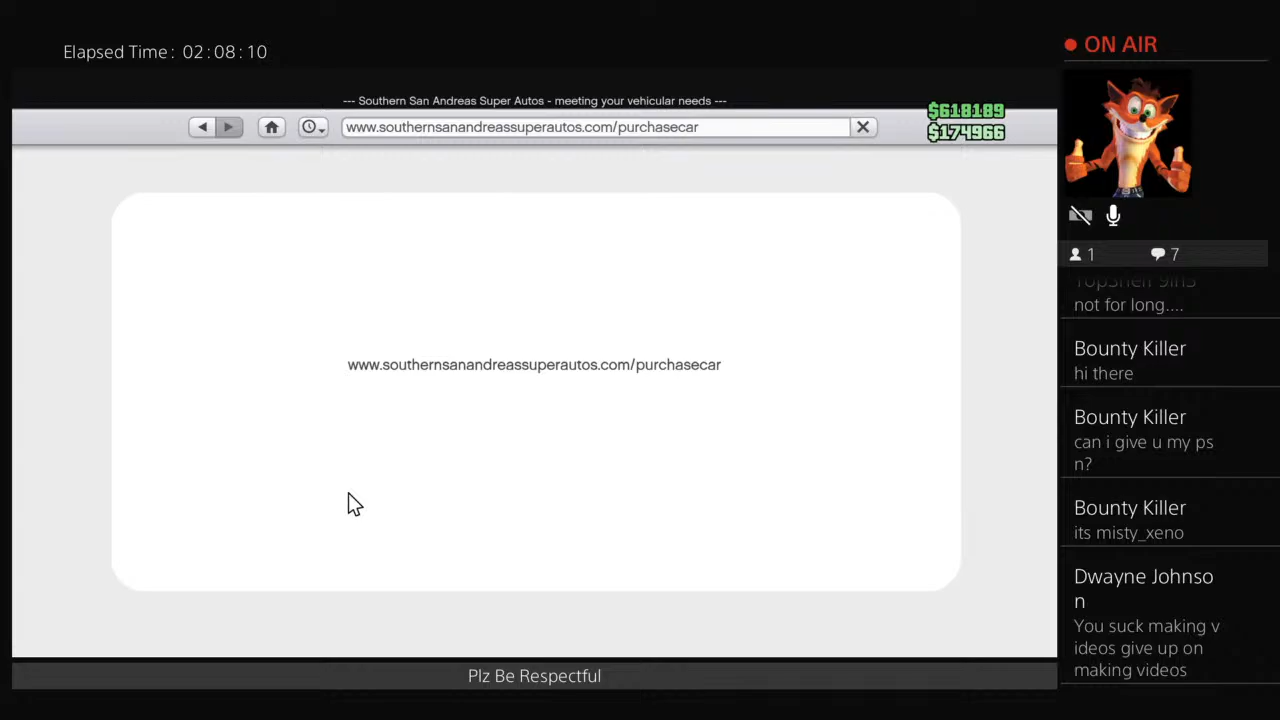 Elapsed Time: 02:08:10
ON AIR
--- Southern San Andreas Super Autos - meeting your vehicular needs ---
www.southernsanandreassuperautos.com/purchasecar
$618189
$174966
www.southernsanandreassuperautos.com/purchasecar
1
7
not for long....
Bounty Killer
hi there
Bounty Killer
can i give u my ps
n?
Bounty Killer
its misty_xeno
Dwayne Johnso
n
You suck making v
ideos give up on
making videos
Plz Be Respectful